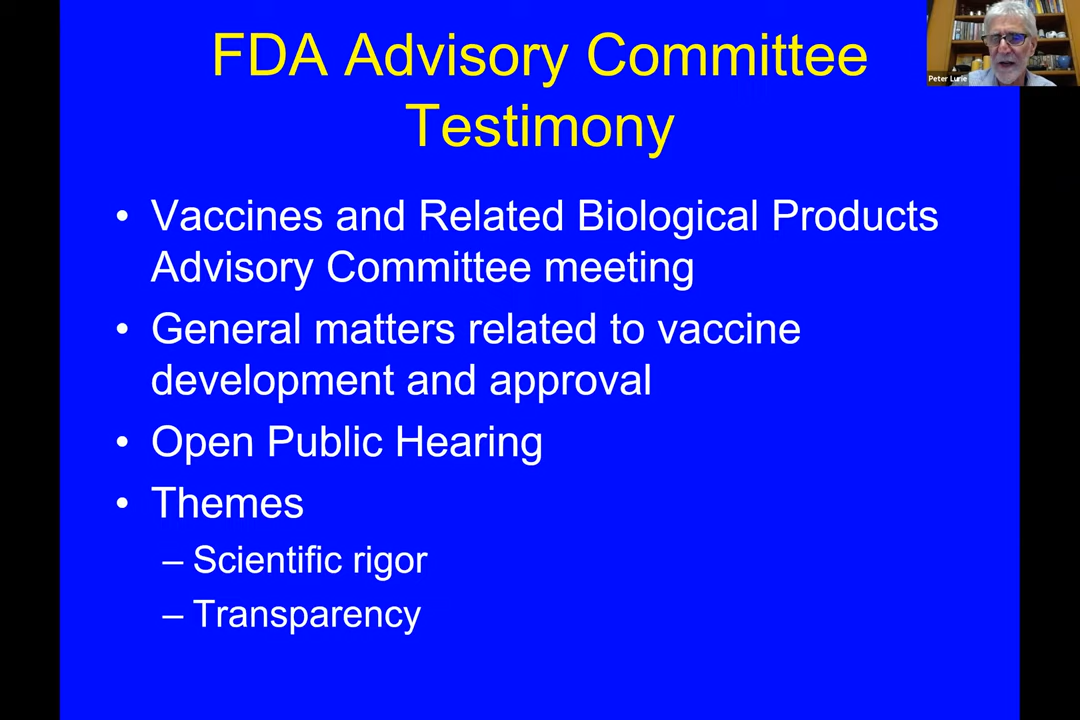 FDA Advisory Committee
Testimony
Peter Lurie
• Vaccines and Related Biological Products
Advisory Committee meeting
• General matters related to vaccine
development and approval
• Open Public Hearing
• Themes
– Scientific rigor
– Transparency